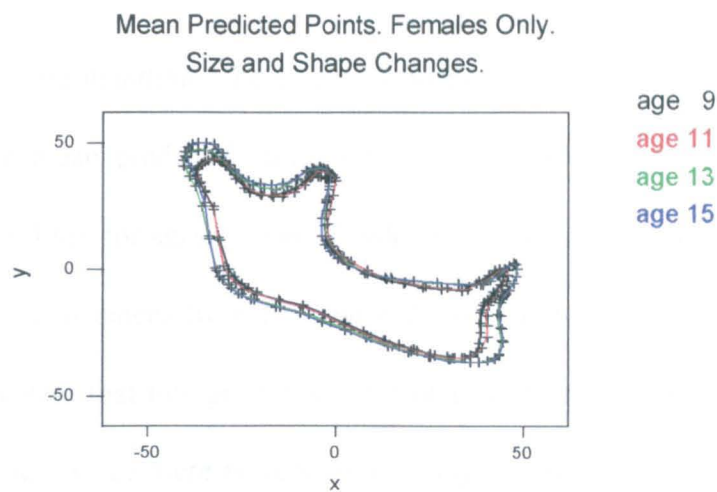 Mean Predicted Points. Females Only.
Size and Shape Changes.
age 9
age 11
age 13
age 15
50
0
-50
y
-50
0
50
x